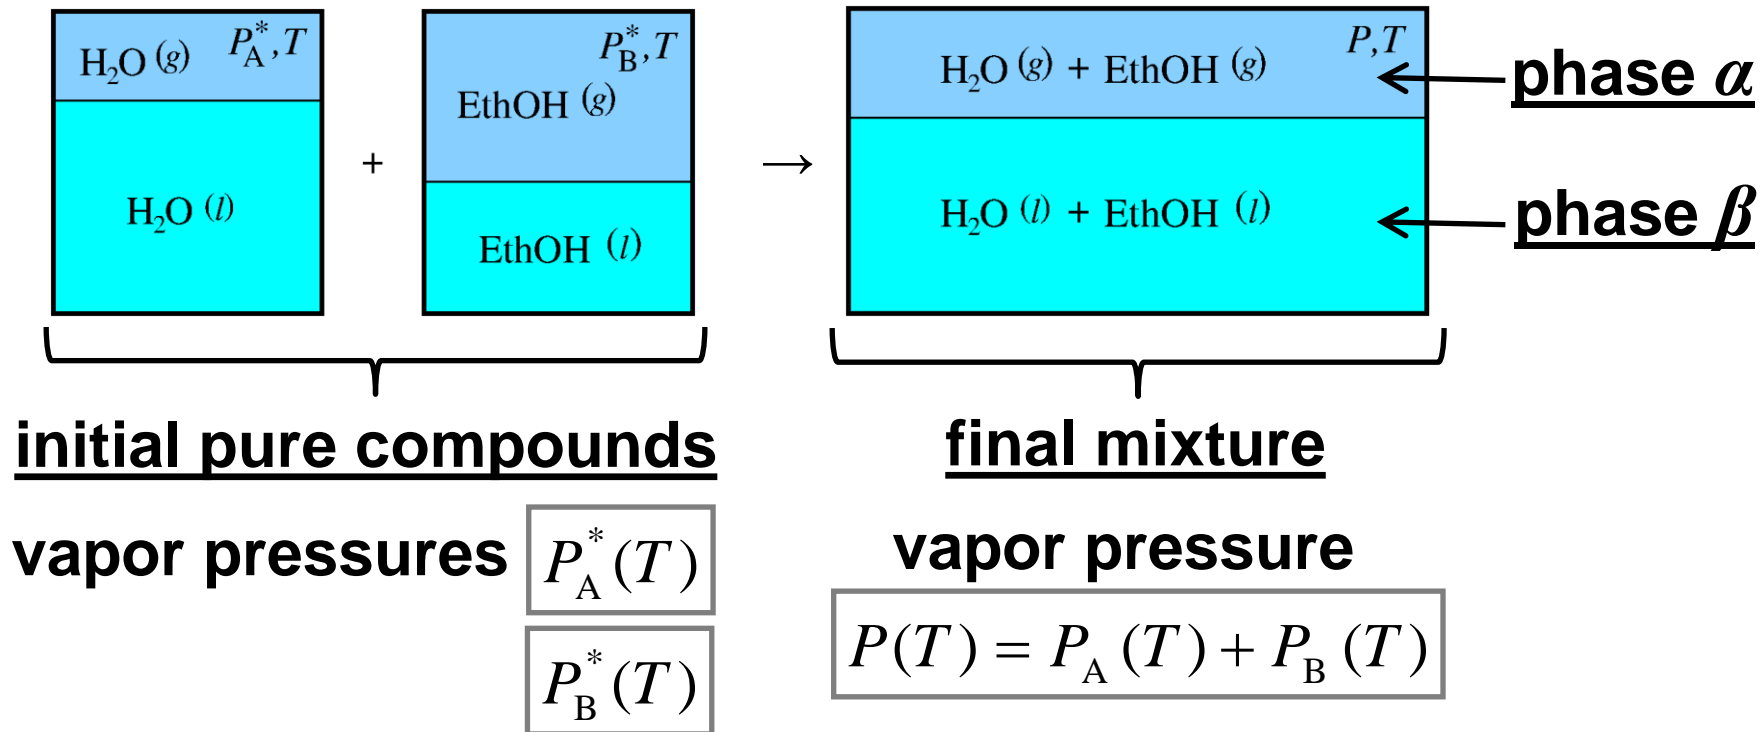 H₂O (g) P*A, T
H₂O (l)
+
P*B, T
EthOH (g)
EthOH (l)
→
P, T
H₂O (g) + EthOH (g)
H₂O (l) + EthOH (l)
phase α
phase β
initial pure compounds
vapor pressures P*A(T)
P*B(T)
final mixture
vapor pressure
P(T) = PA(T) + PB(T)